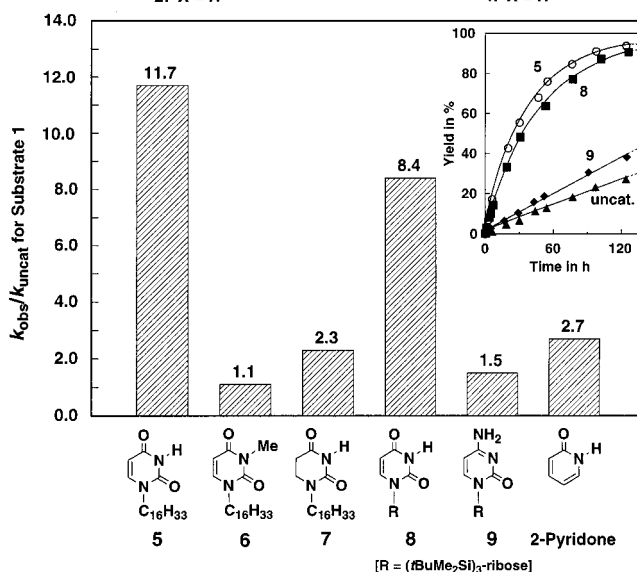 14.0
12.0
10.0
8.0
6.0
4.0
2.0
0.0
k_obs/k_uncat for Substrate 1
11.7
1.1
2.3
8.4
1.5
2.7
100
80
60
40
20
0
Yield in %
0 60 120
Time in h
5
8
9
uncat.
O
N-H
N O
C16H33
5
O
N-Me
N O
C16H33
6
O
N-H
N O
C16H33
7
O
N-H
N O
R
8
NH2
N
N O
R
9
O
N-H
2-Pyridone
[R = (tBuMe2Si)3-ribose]